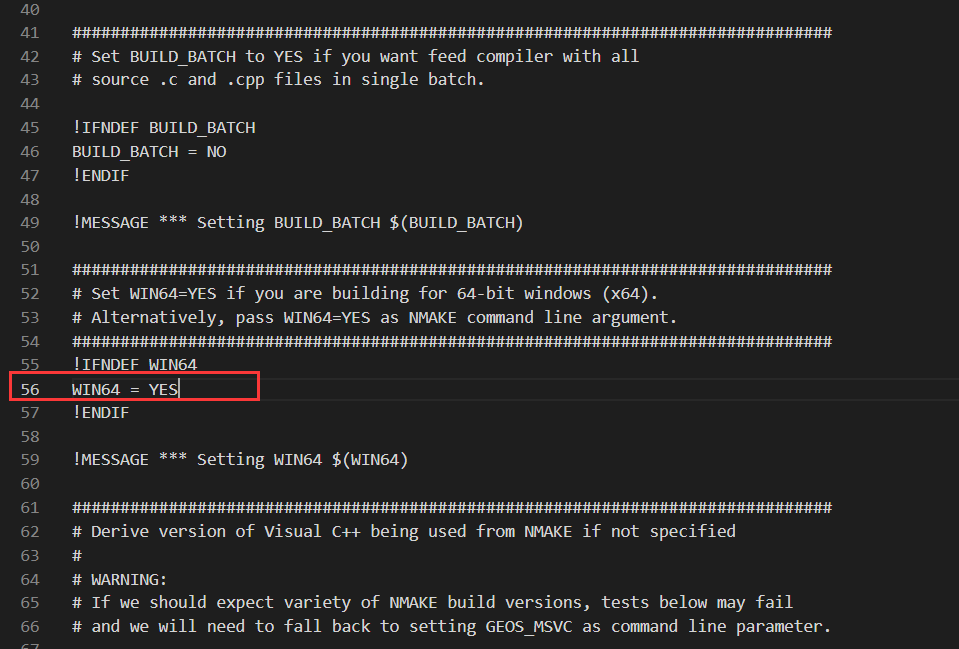 40
41 ###############################################################################
42 # Set BUILD_BATCH to YES if you want feed compiler with all
43 # source .c and .cpp files in single batch.
44
45 !IFNDEF BUILD_BATCH
46 BUILD_BATCH = NO
47 !ENDIF
48
49 !MESSAGE *** Setting BUILD_BATCH $(BUILD_BATCH)
50
51 ###############################################################################
52 # Set WIN64=YES if you are building for 64-bit windows (x64).
53 # Alternatively, pass WIN64=YES as NMAKE command line argument.
54 ###############################################################################
55 !IFNDEF WIN64
56 WIN64 = YES
57 !ENDIF
58
59 !MESSAGE *** Setting WIN64 $(WIN64)
60
61 ###############################################################################
62 # Derive version of Visual C++ being used from NMAKE if not specified
63 #
64 # WARNING:
65 # If we should expect variety of NMAKE build versions, tests below may fail
66 # and we will need to fall back to setting GEOS_MSVC as command line parameter.
67